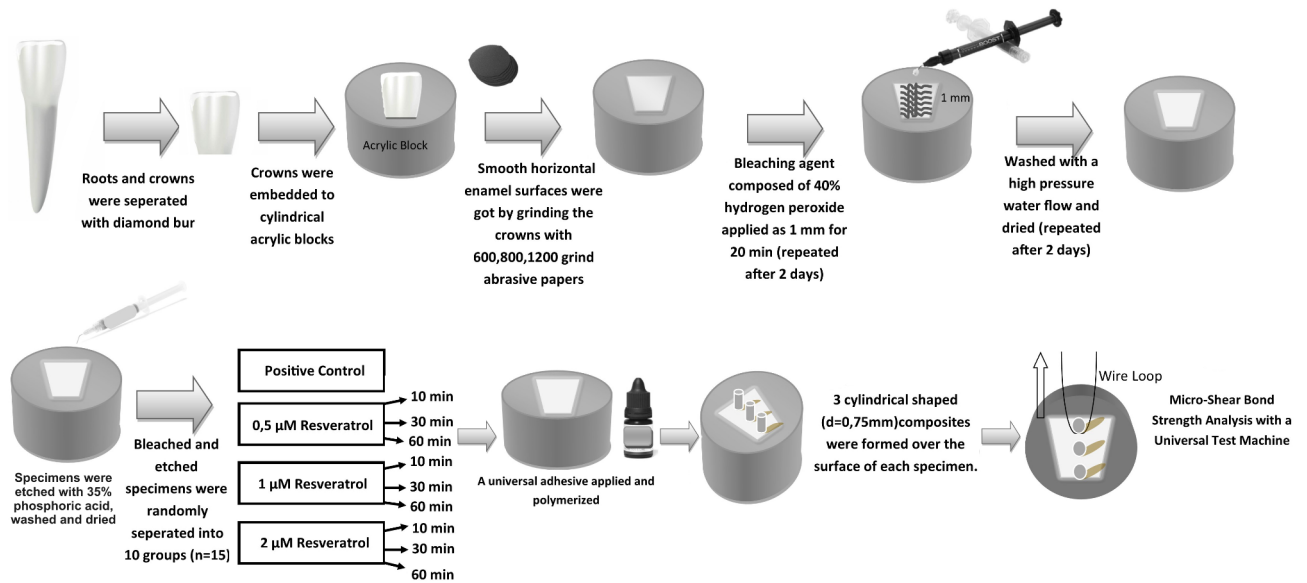 Roots and crowns
were seperated
with diamond bur
Crowns were
embedded to
cylindrical
acrylic blocks
Acrylic Block
Smooth horizontal
enamel surfaces were
got by grinding the
crowns with
600,800,1200 grind
abrasive papers
BOOST
1 mm
Bleaching agent
composed of 40%
hydrogen peroxide
applied as 1 mm for
20 min (repeated
after 2 days)
Washed with a
high pressure
water flow and
dried (repeated
after 2 days)
Specimens were
etched with 35%
phosphoric acid,
washed and dried
Bleached and
etched
specimens were
randomly
seperated into
10 groups (n=15)
Positive Control
0,5 µM Resveratrol
10 min
30 min
60 min
1 µM Resveratrol
10 min
30 min
60 min
2 µM Resveratrol
10 min
30 min
60 min
A universal adhesive applied and
polymerized
3 cylindrical shaped
(d=0,75mm)composites
were formed over the
surface of each specimen.
Wire Loop
Micro-Shear Bond
Strength Analysis with a
Universal Test Machine